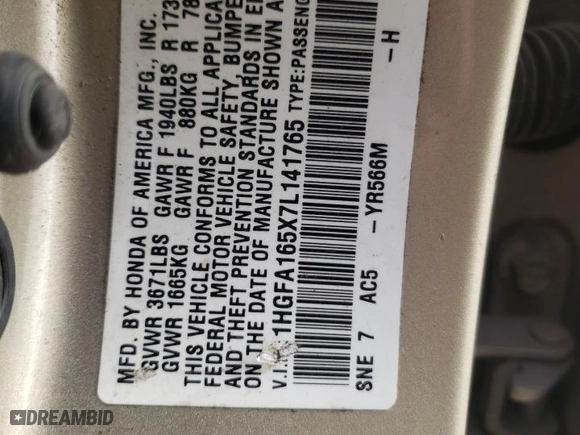 MFD. BY HONDA OF AMERICA MFG., INC.
GVWR 3671LBS GAWR F 1940LBS R 173
GVWR 1665KG GAWR F 880KG R 78
THIS VEHICLE CONFORMS TO ALL APPLICA
FEDERAL MOTOR VEHICLE SAFETY, BUMPE
AND THEFT PREVENTION STANDARDS IN E
ON THE DATE OF MANUFACTURE SHOWN A
V.I. 1HGFA165X7L141765 TYPE:PASSENG
SNE 7 AC5 -YR566M -H
DREAMBID